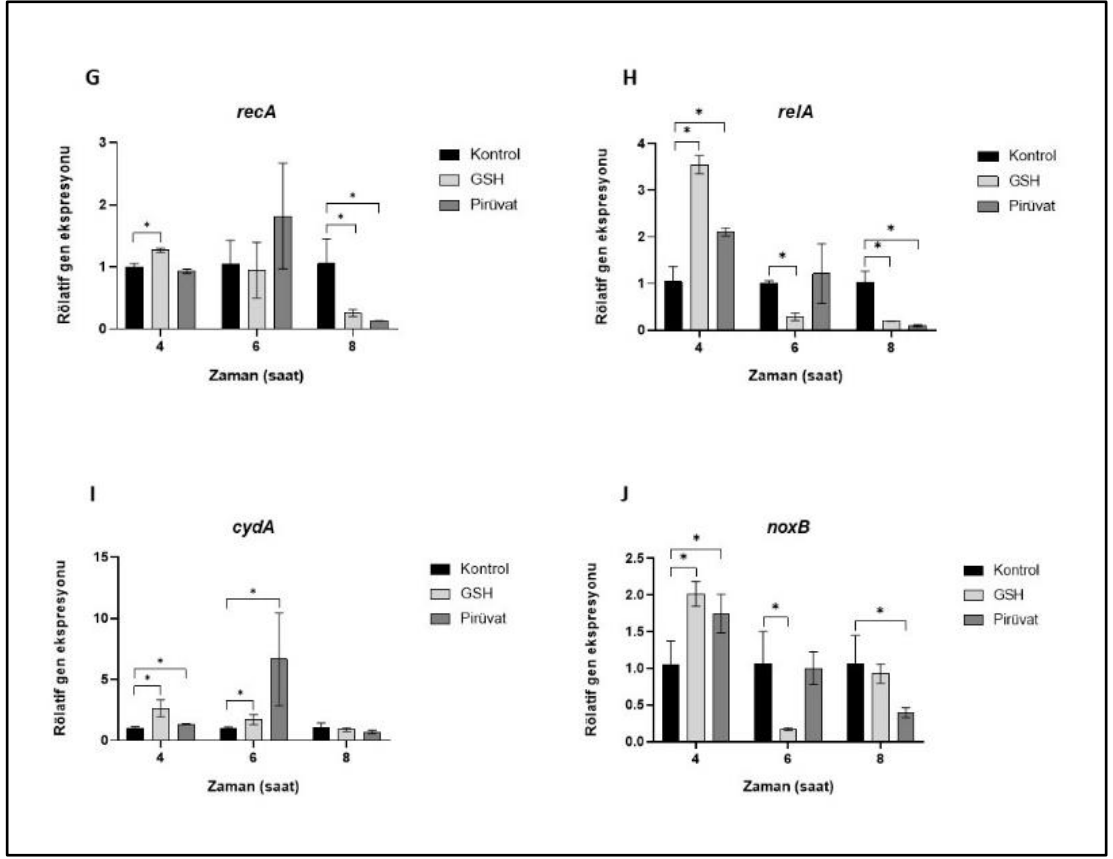 G
recA
Rölatif gen ekspresyonu
3
2
1
0
* * *
4 6 8
Zaman (saat)
Kontrol
GSH
Pirüvat
H
relA
Rölatif gen ekspresyonu
4
3
2
1
0
* * * * *
4 6 8
Zaman (saat)
Kontrol
GSH
Pirüvat
I
cydA
Rölatif gen ekspresyonu
15
10
5
0
* * * *
4 6 8
Zaman (saat)
Kontrol
GSH
Pirüvat
J
noxB
Rölatif gen ekspresyonu
2.5
2.0
1.5
1.0
0.5
0.0
* * * *
4 6 8
Zaman (saat)
Kontrol
GSH
Pirüvat